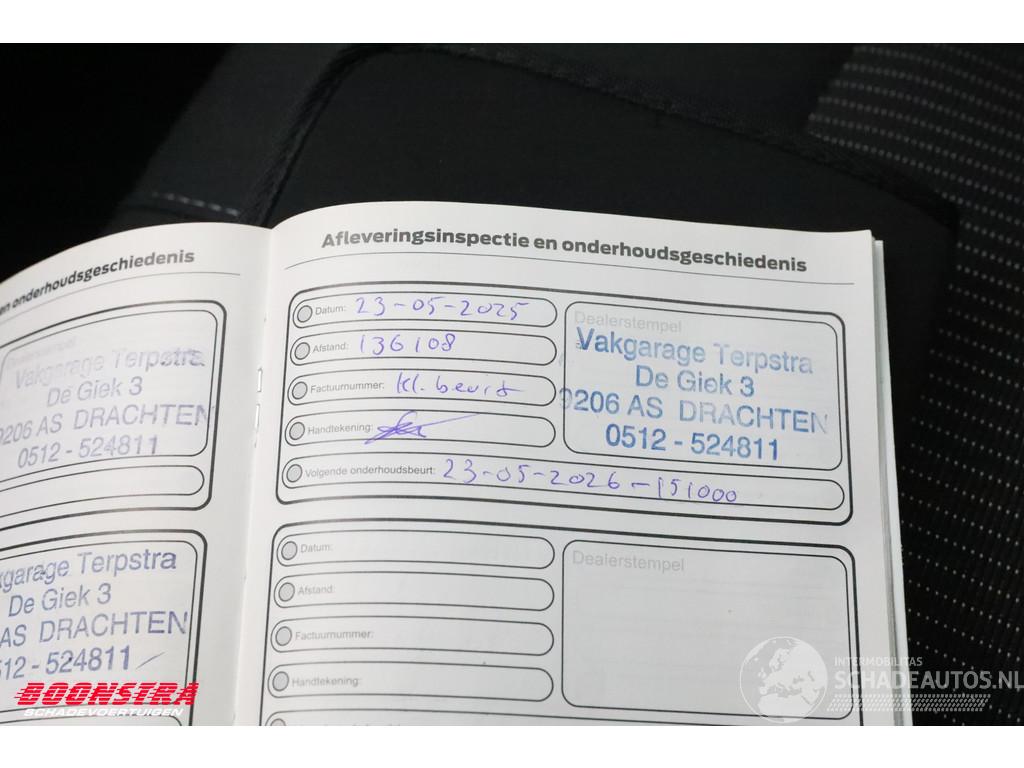 en onderhoudsgeschiedenis
Dealerstempel
Vakgarage Terpstra
De Giek 3
9206 AS DRACHTEN
0512 - 524811
kgarage Terpstra
De Giek 3
AS DRACHTEN
512 - 524811
Afleveringsinspectie en onderhoudsgeschiedenis
Datum: 23-05-2025
Afstand: 136108
Factuurnummer: kl. beurt
Handtekening:
Volgende onderhoudsbeurt: 23-05-2026 - 151000
Dealerstempel
Vakgarage Terpstra
De Giek 3
9206 AS DRACHTEN
0512 - 524811
Datum:
Afstand:
Factuurnummer:
Handtekening:
Dealerstempel
BOONSTRA
SCHADEVOERTUIGEN
INTERMOBILITAS
SCHADEAUTOS.NL